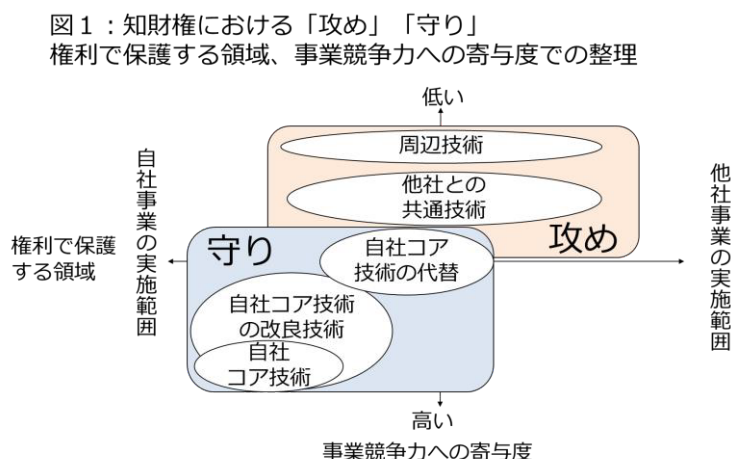 図１：知財権における「攻め」「守り」
権利で保護する領域、事業競争力への寄与度での整理
低い
周辺技術
他社との
共通技術
攻め
守り
自社コア
技術の代替
自社コア技術
の改良技術
自社
コア技術
権利で保護
する領域
自社事業の実施範囲
他社事業の実施範囲
高い
事業競争力への寄与度